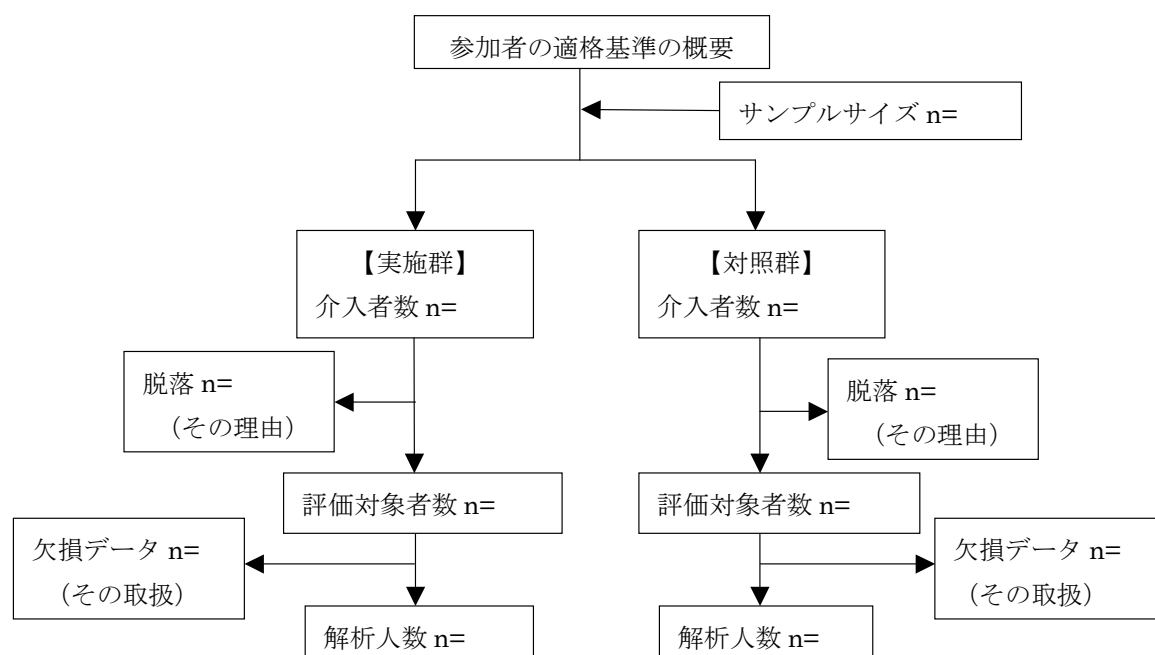 参加者の適格基準の概要
サンプルサイズ n=
【実施群】
介入者数 n=
【対照群】
介入者数 n=
脱落 n=
（その理由）
脱落 n=
（その理由）
評価対象者数 n=
評価対象者数 n=
欠損データ n=
（その取扱）
欠損データ n=
（その取扱）
解析人数 n=
解析人数 n=